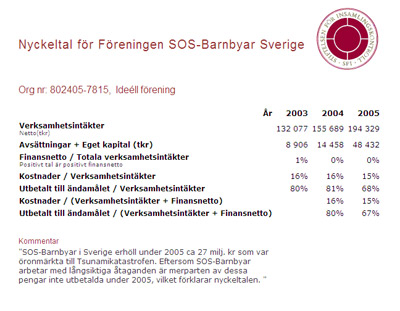 Nyckeltal för Föreningen SOS-Barnbyar Sverige
STIFTELSEN FÖR INSAMLINGSKONTROLL · SFI ·
Org nr: 802405-7815, Ideéll förening
År 2003 2004 2005
Verksamhetsintäkter 132 077 155 689 194 329
Netto(tkr)
Avsättningar + Eget kapital (tkr) 8 906 14 458 48 432
Finansnetto / Totala verksamhetsintäkter 1% 0% 0%
Positivt tal är positivt finansnetto
Kostnader / Verksamhetsintäkter 16% 16% 15%
Utbetalt till ändamålet / Verksamhetsintäkter 80% 81% 68%
Kostnader / (Verksamhetsintäkter + Finansnetto) 16% 15%
Utbetalt till ändamålet / (Verksamhetsintäkter + Finansnetto) 80% 67%
Kommentar
"SOS-Barnbyar i Sverige erhöll under 2005 ca 27 milj. kr som var
öronmärkta till Tsunamikatastrofen. Eftersom SOS-Barnbyar
arbetar med långsiktiga åtaganden är merparten av dessa
pengar inte utbetalda under 2005, vilket förklarar nyckeltalen. "